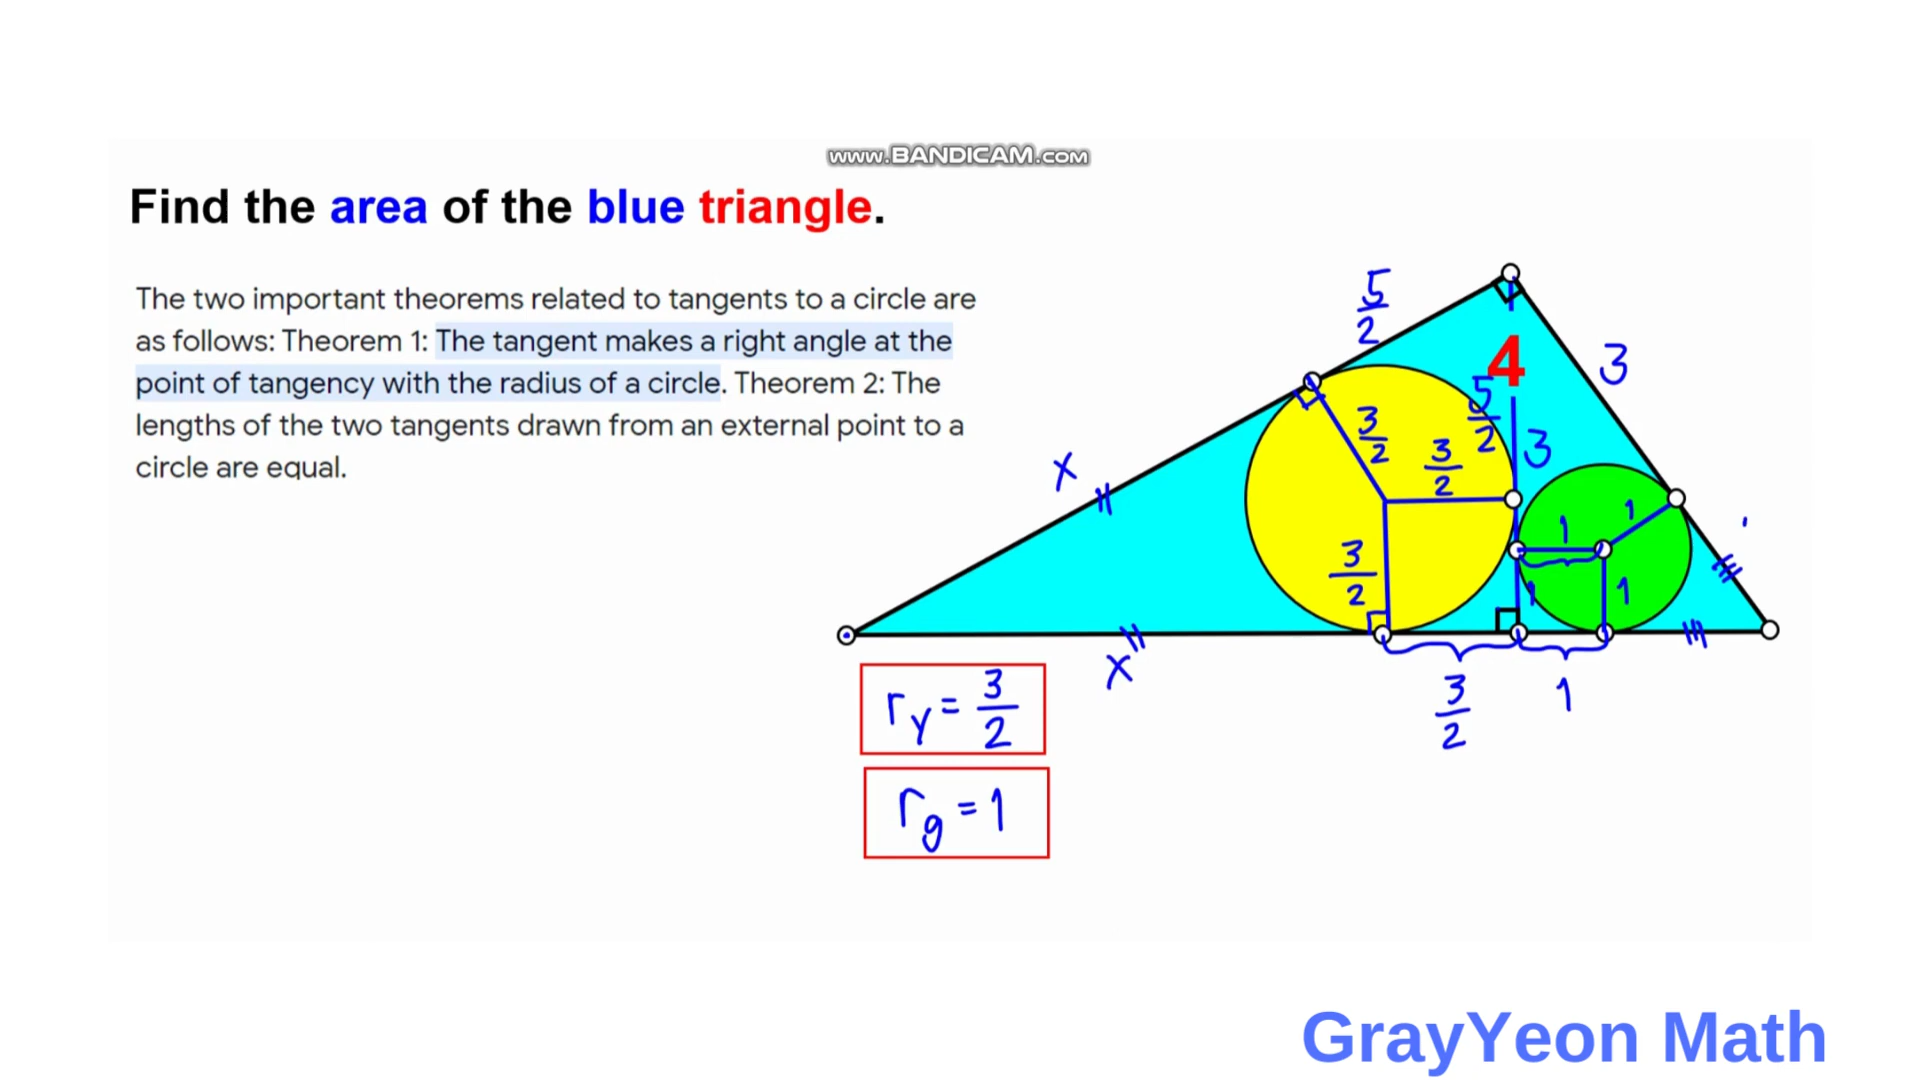 www.BANDICAM.com
Find the area of the blue triangle.
The two important theorems related to tangents to a circle are
as follows: Theorem 1: The tangent makes a right angle at the
point of tangency with the radius of a circle. Theorem 2: The
lengths of the two tangents drawn from an external point to a
circle are equal.
5/2
4
3
3/2
3/2
5/2
3
x
1
1
3/2
1
1
x
3/2
1
r_y = 3/2
r_g = 1
GrayYeon Math